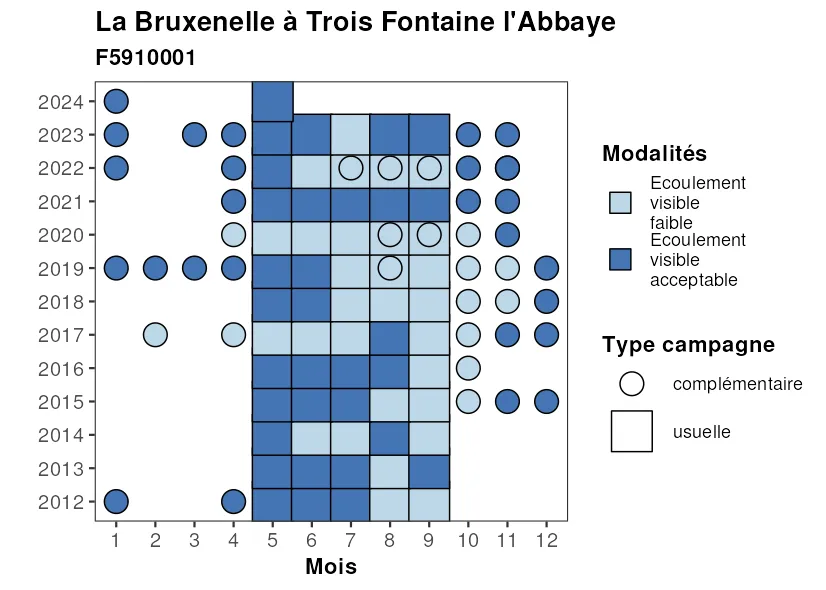 La Bruxenelle à Trois Fontaine l'Abbaye
F5910001
2024
2023
2022
2021
2020
2019
2018
2017
2016
2015
2014
2013
2012
1 2 3 4 5 6 7 8 9 10 11 12
Mois
Modalités
Ecoulement
visible
faible
Ecoulement
visible
acceptable
Type campagne
complémentaire
usuelle